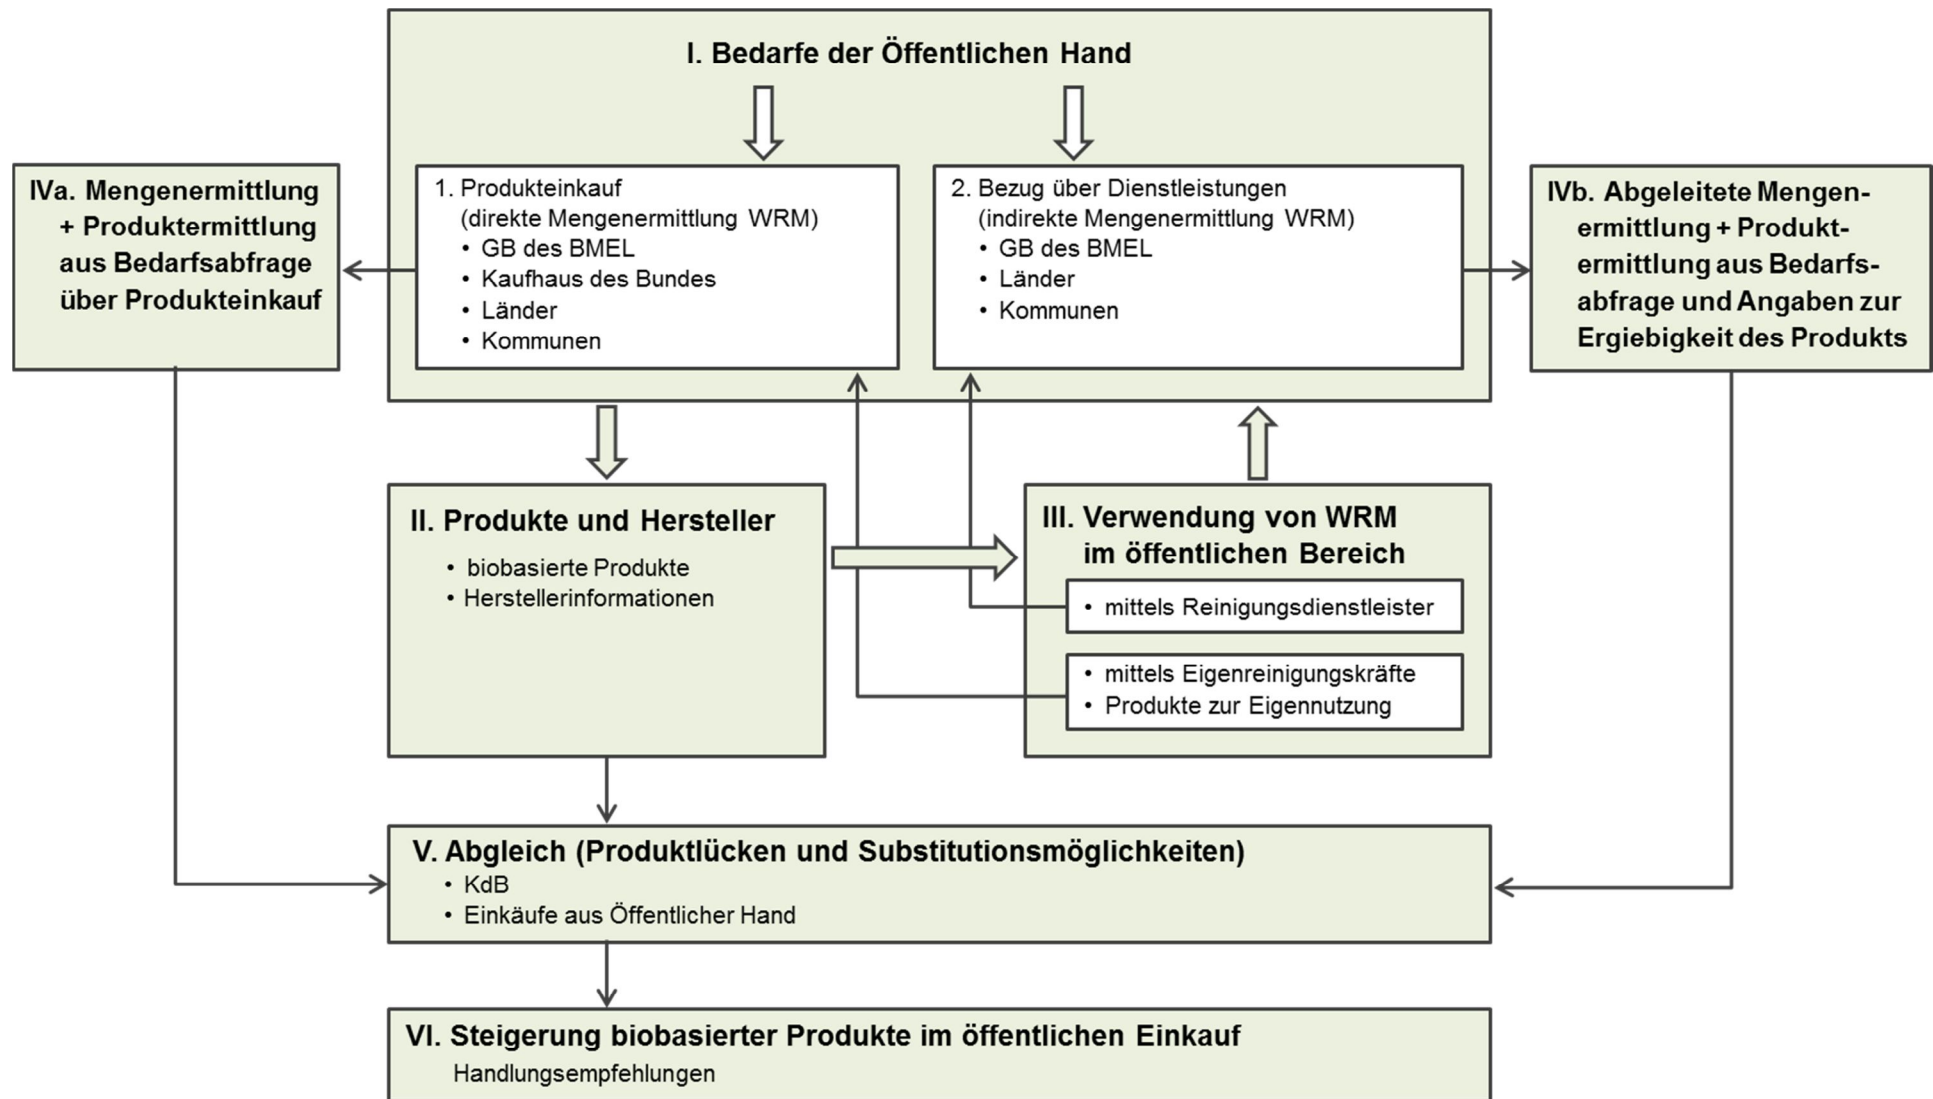 I. Bedarfe der Öffentlichen Hand
IVa. Mengenermittlung
+ Produktermittlung
aus Bedarfsabfrage
über Produkteinkauf
1. Produkteinkauf
(direkte Mengenermittlung WRM)
• GB des BMEL
• Kaufhaus des Bundes
• Länder
• Kommunen
2. Bezug über Dienstleistungen
(indirekte Mengenermittlung WRM)
• GB des BMEL
• Länder
• Kommunen
IVb. Abgeleitete Mengen-
ermittlung + Produkt-
ermittlung aus Bedarfs-
abfrage und Angaben zur
Ergiebigkeit des Produkts
II. Produkte und Hersteller
• biobasierte Produkte
• Herstellerinformationen
III. Verwendung von WRM
im öffentlichen Bereich
• mittels Reinigungsdienstleister
• mittels Eigenreinigungskräfte
• Produkte zur Eigennutzung
V. Abgleich (Produktlücken und Substitutionsmöglichkeiten)
• KdB
• Einkäufe aus Öffentlicher Hand
VI. Steigerung biobasierter Produkte im öffentlichen Einkauf
Handlungsempfehlungen